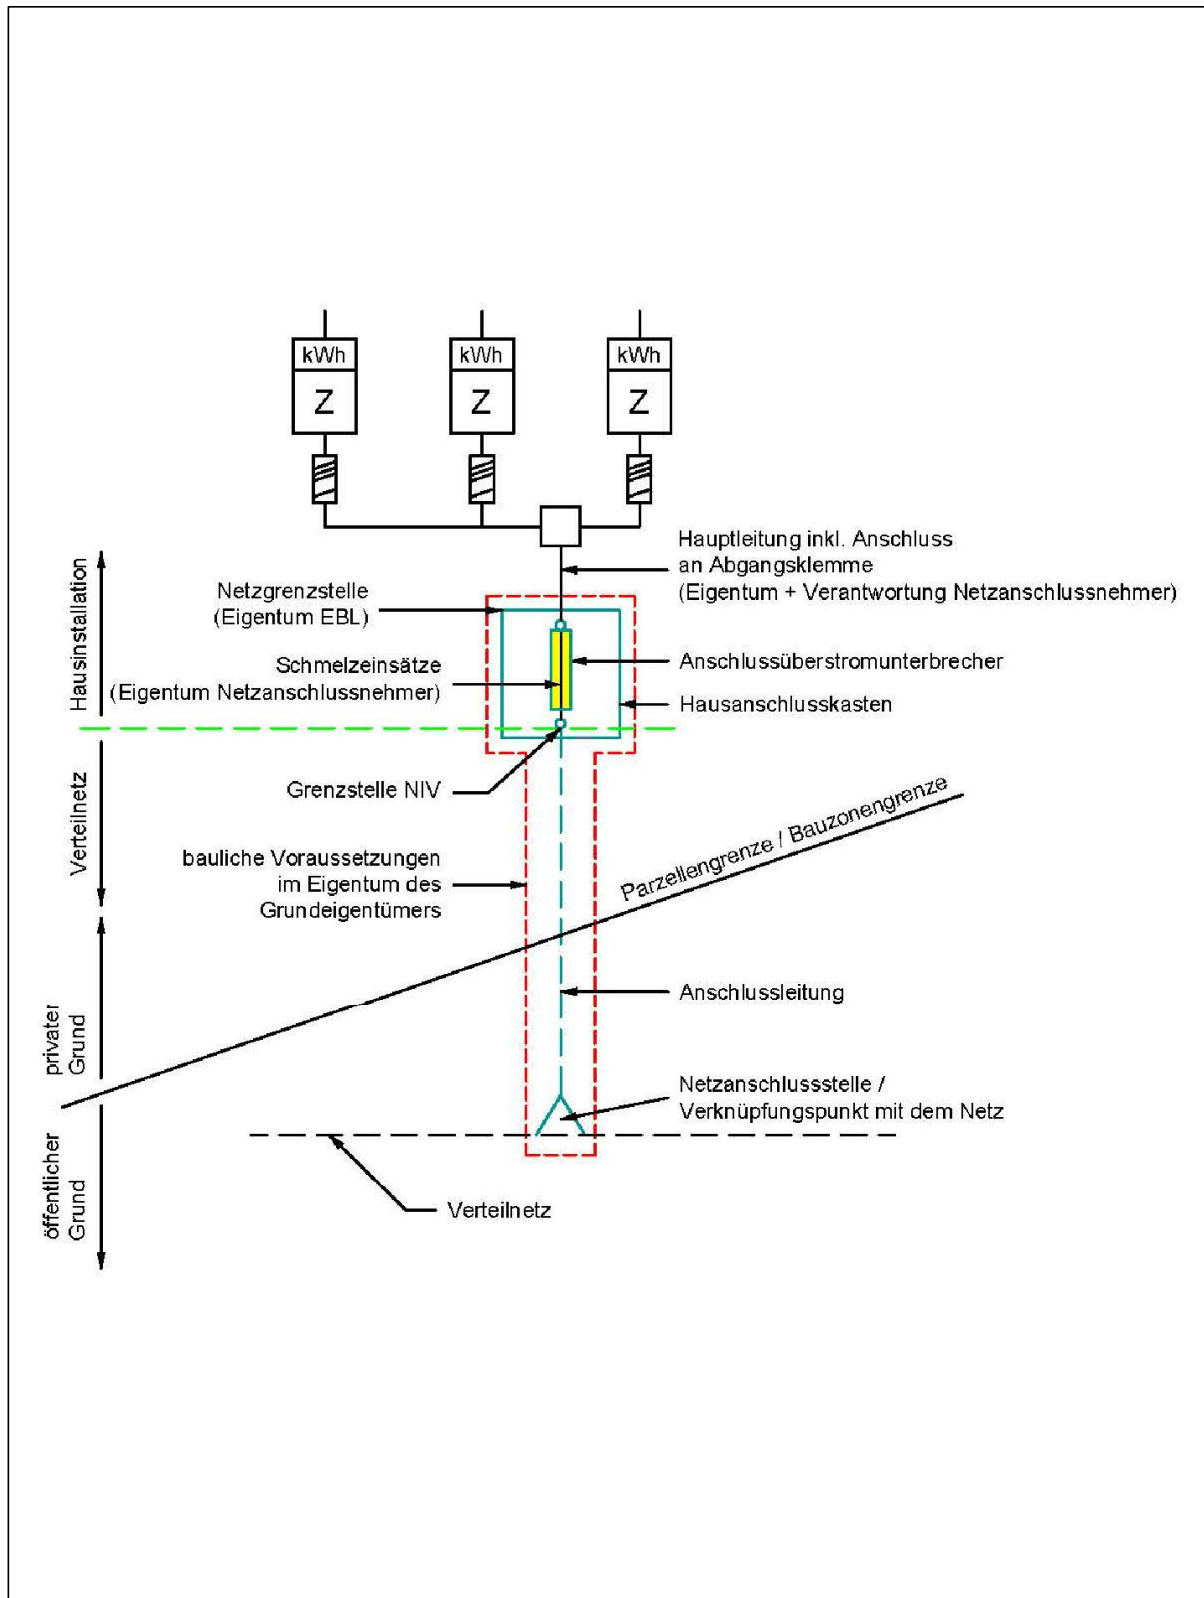 kWh
Z
kWh
Z
kWh
Z
Hauptleitung inkl. Anschluss
an Abgangsklemme
(Eigentum + Verantwortung Netzanschlussnehmer)
Netzgrenzstelle
(Eigentum EBL)
Schmelzeinsätze
(Eigentum Netzanschlussnehmer)
Anschlussüberstromunterbrecher
Hausanschlusskasten
Hausinstallation
Grenzstelle NIV
Verteilnetz
bauliche Voraussetzungen
im Eigentum des
Grundeigentümers
Parzellengrenze / Bauzonengrenze
Anschlussleitung
privater
Grund
Netzanschlussstelle /
Verknüpfungspunkt mit dem Netz
öffentlicher
Grund
Verteilnetz